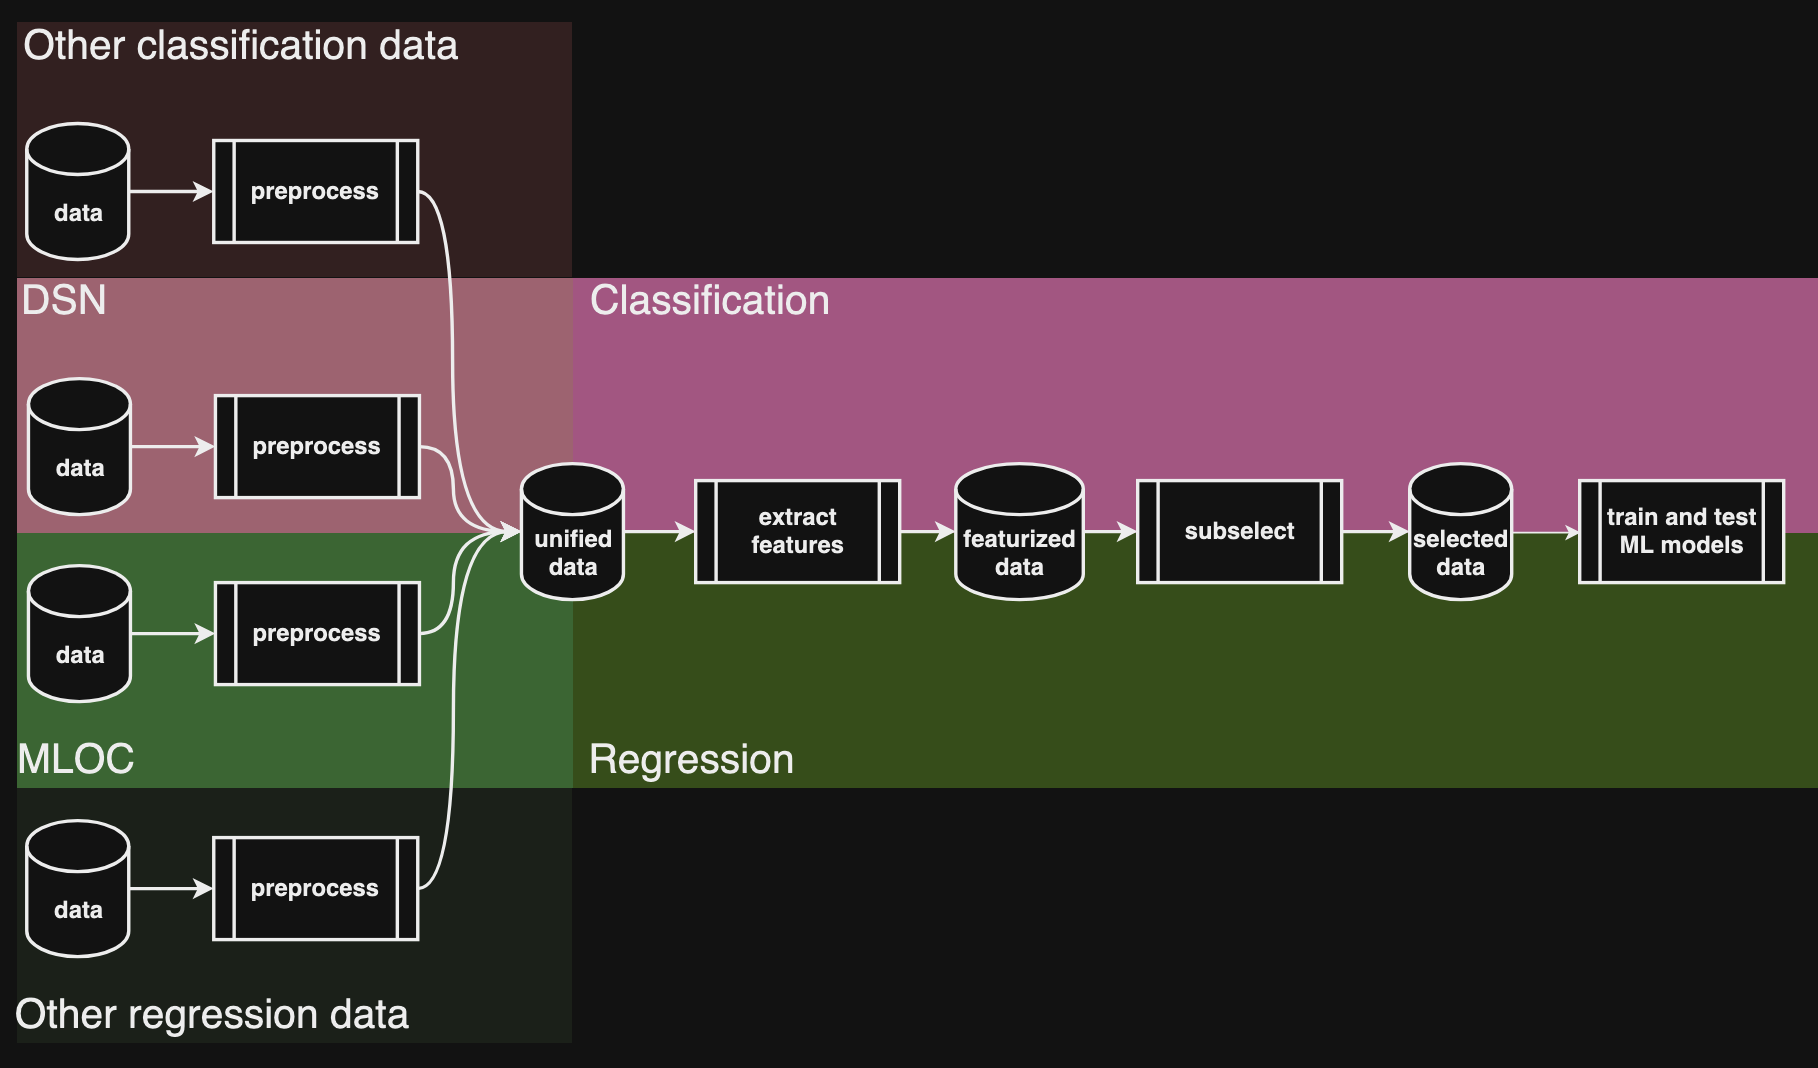 Other classification data
data
preprocess
DSN
Classification
data
preprocess
unified
data
extract
features
featurized
data
subselect
selected
data
train and test
ML models
data
preprocess
MLOC
Regression
data
preprocess
Other regression data